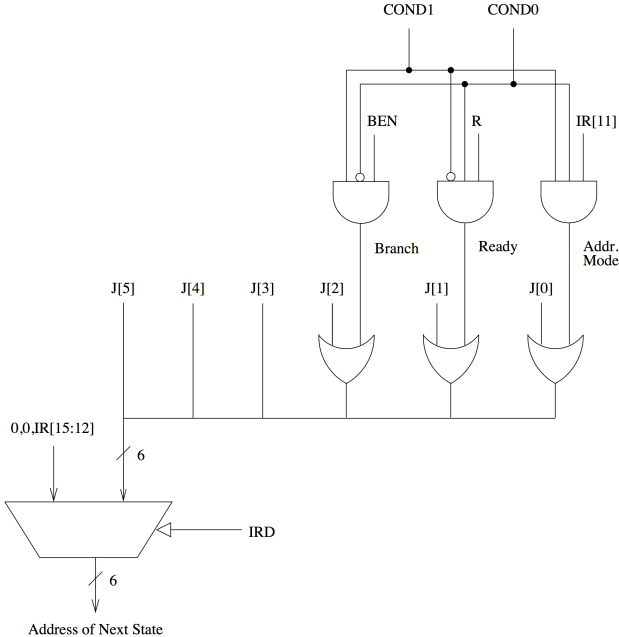 COND1 COND0
BEN R IR[11]
Branch Ready Addr.
Mode
J[5] J[4] J[3] J[2] J[1] J[0]
0,0,IR[15:12]
6
IRD
6
Address of Next State